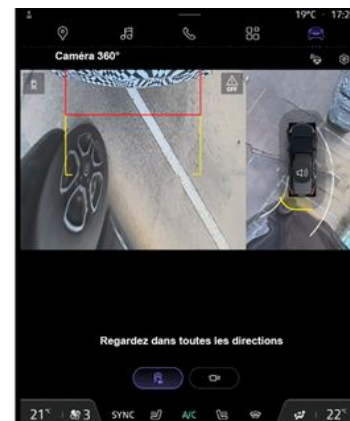 19°C · 17:2
Caméra 360°
OFF
Regardez dans toutes les directions
21°C
3
SYNC
A/C
22°C